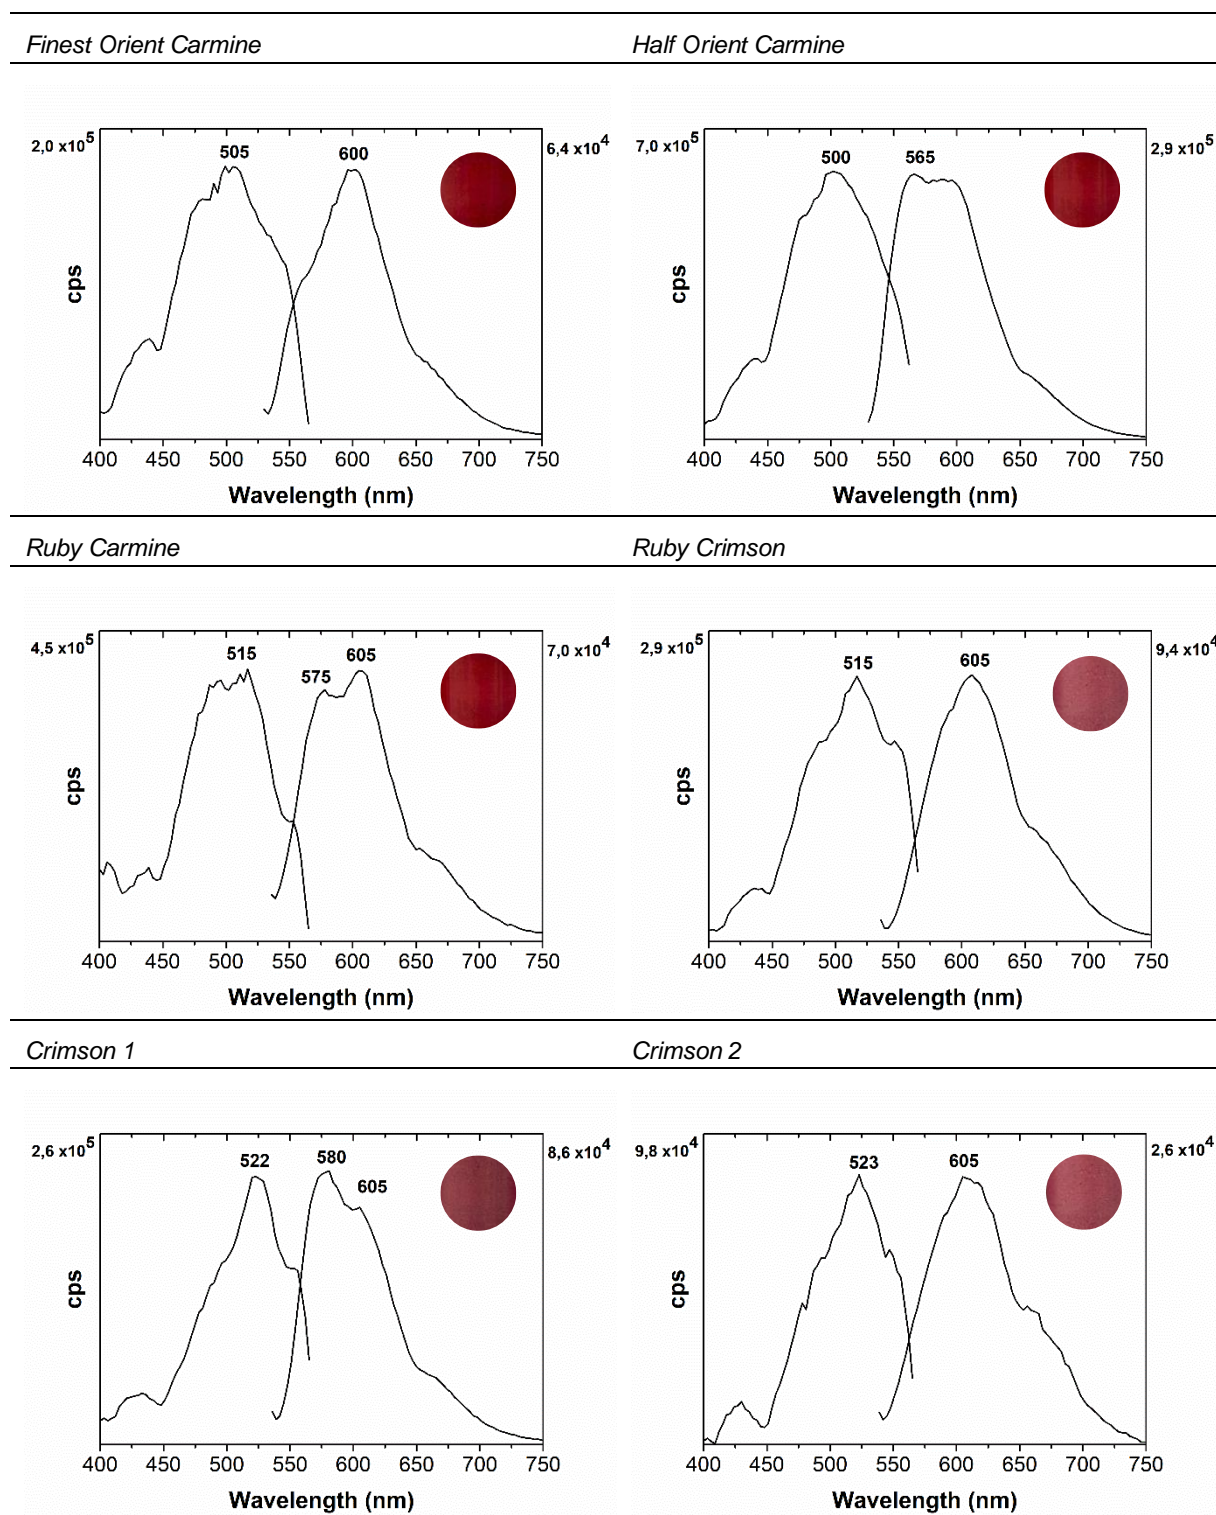 Finest Orient Carmine
Half Orient Carmine
2,0 x10^5
505
600
6,4 x10^4
cps
400 450 500 550 600 650 700 750
Wavelength (nm)
7,0 x10^5
500
565
2,9 x10^5
cps
400 450 500 550 600 650 700 750
Wavelength (nm)
Ruby Carmine
Ruby Crimson
4,5 x10^5
515
575
605
7,0 x10^4
cps
400 450 500 550 600 650 700 750
Wavelength (nm)
2,9 x10^5
515
605
9,4 x10^4
cps
400 450 500 550 600 650 700 750
Wavelength (nm)
Crimson 1
Crimson 2
2,6 x10^5
522
580
605
8,6 x10^4
cps
400 450 500 550 600 650 700 750
Wavelength (nm)
9,8 x10^4
523
605
2,6 x10^4
cps
400 450 500 550 600 650 700 750
Wavelength (nm)